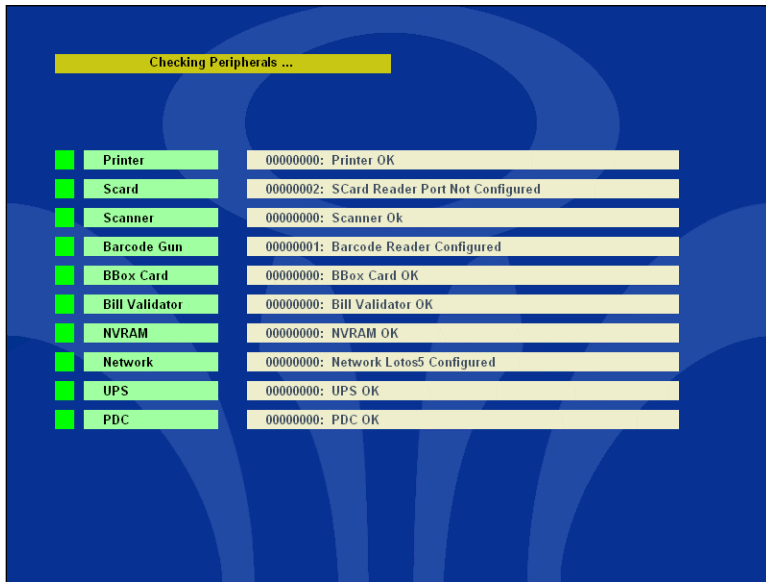 Checking Peripherals ...
Printer 00000000: Printer OK
Scard 00000002: SCard Reader Port Not Configured
Scanner 00000000: Scanner Ok
Barcode Gun 00000001: Barcode Reader Configured
BBox Card 00000000: BBox Card OK
Bill Validator 00000000: Bill Validator OK
NVRAM 00000000: NVRAM OK
Network 00000000: Network Lotos5 Configured
UPS 00000000: UPS OK
PDC 00000000: PDC OK